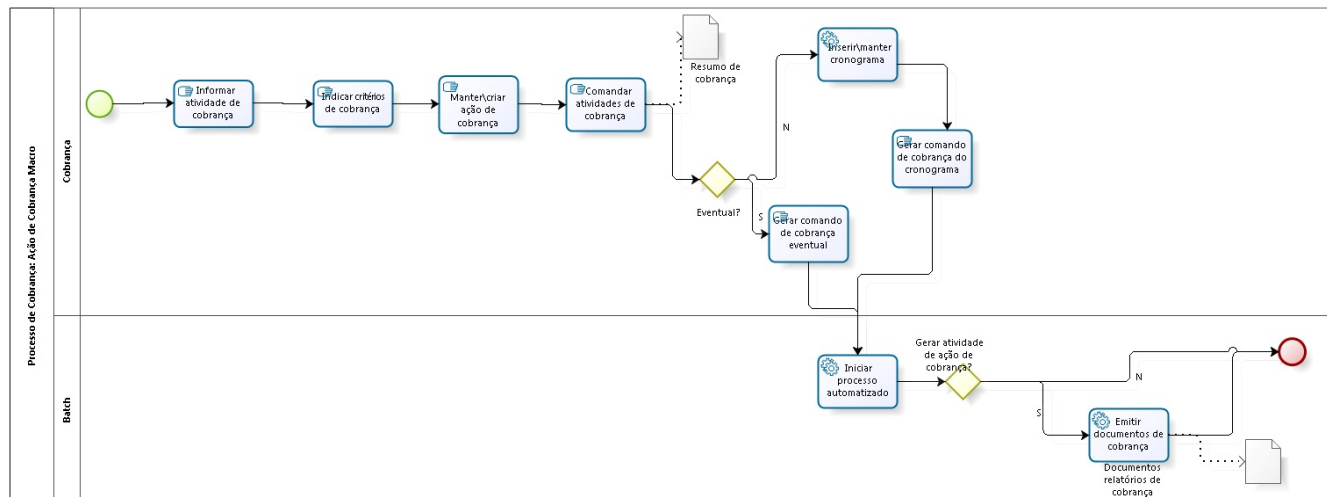 Processo de Cobrança: Ação de Cobrança Macro
Cobrança
Informar
atividade de
cobrança
Indicar critérios
de cobrança
Manter\criar
ação de
cobrança
Comandar
atividades de
cobrança
Resumo de
cobrança
Eventual?
N
S
Inserir\manter
cronograma
Gerar comando
de cobrança do
cronograma
Gerar comando
de cobrança
eventual
Batch
Iniciar
processo
automatizado
Gerar atividade
de ação de
cobrança?
N
S
Emitir
documentos de
cobrança
Documentos
relatórios de
cobrança